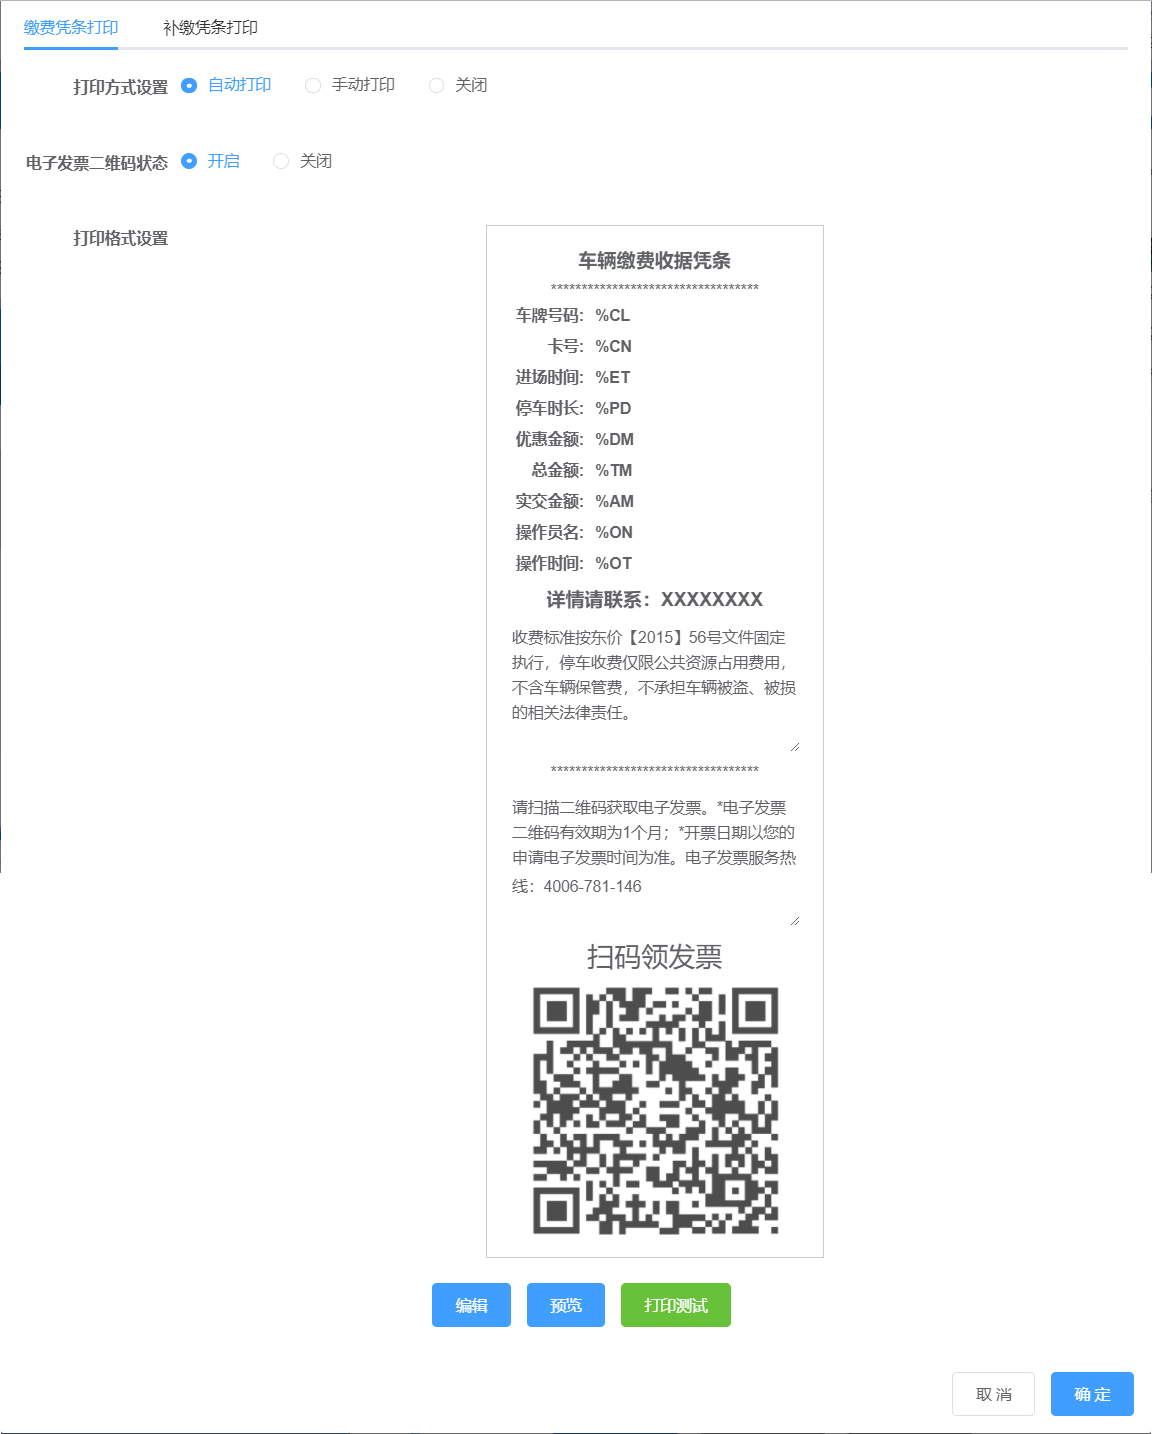 缴费凭条打印 补缴凭条打印
打印方式设置 自动打印 手动打印 关闭
电子发票二维码状态 开启 关闭
打印格式设置
车辆缴费收据凭条
**********************************
车牌号码： %CL
卡号： %CN
进场时间： %ET
停车时长： %PD
优惠金额： %DM
总金额： %TM
实交金额： %AM
操作员名： %ON
操作时间： %OT
详情请联系：XXXXXXXX
收费标准按东价【2015】56号文件固定
执行，停车收费仅限公共资源占用费用，
不含车辆保管费，不承担车辆被盗、被损
的相关法律责任。
**********************************
请扫描二维码获取电子发票。*电子发票
二维码有效期为1个月；*开票日期以您的
申请电子发票时间为准。电子发票服务热
线：4006-781-146
扫码领发票
编辑 预览 打印测试
取消 确定